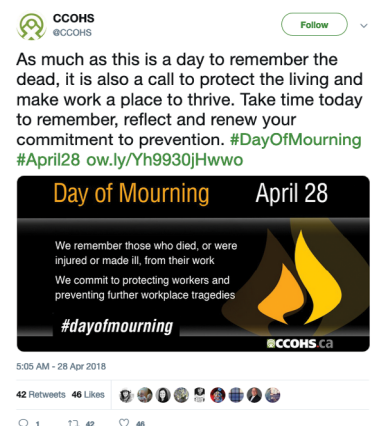 CCOHS
@CCOHS
Follow
As much as this is a day to remember the
dead, it is also a call to protect the living and
make work a place to thrive. Take time today
to remember, reflect and renew your
commitment to prevention. #DayOfMourning
#April28 ow.ly/Yh9930jHwwo
Day of Mourning April 28
We remember those who died, or were
injured or made ill, from their work
We commit to protecting workers and
preventing further workplace tragedies
#dayofmourning
CCOHS.ca
5:05 AM - 28 Apr 2018
42 Retweets 46 Likes
1 42 46